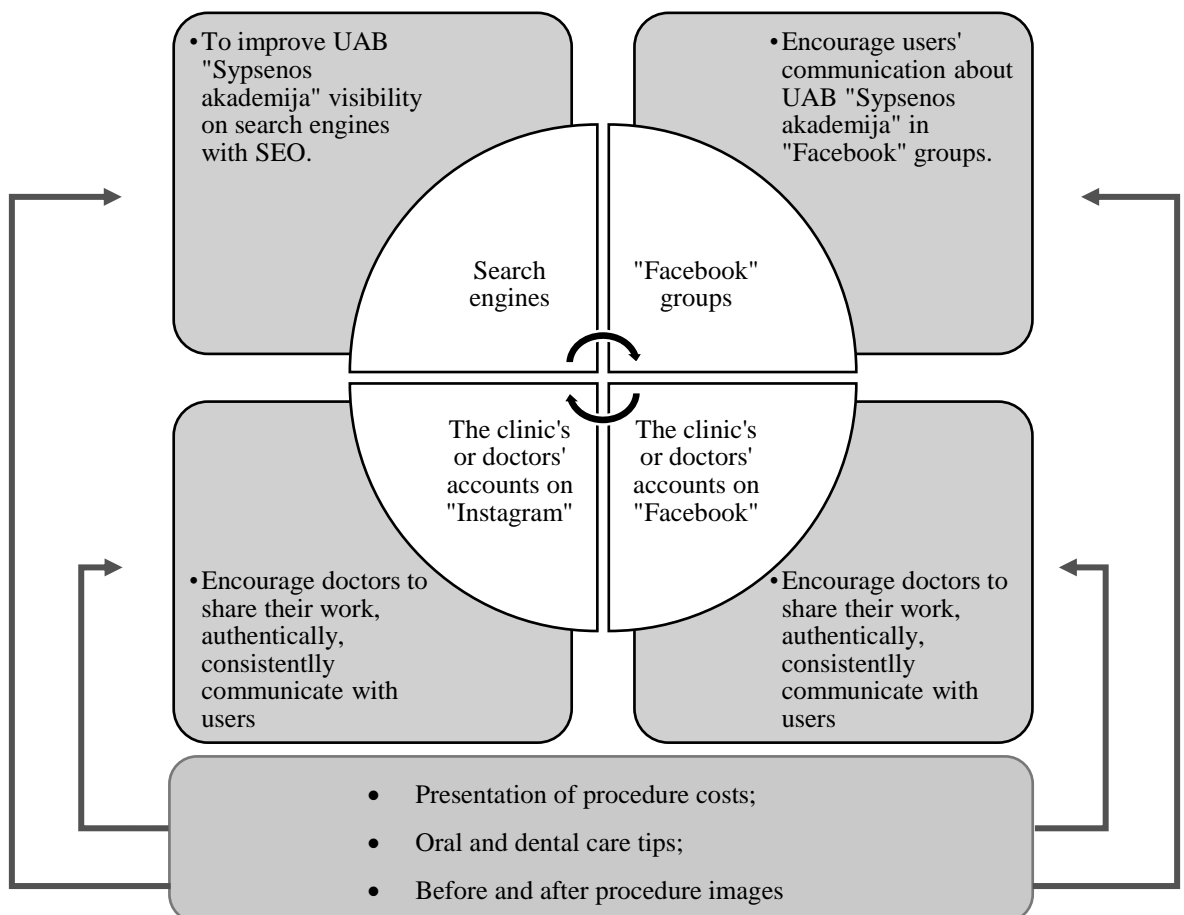 •To improve UAB
"Sypsenos
akademija" visibility
on search engines
with SEO.
•Encourage users'
communication about
UAB "Sypsenos
akademija" in
"Facebook" groups.
Search
engines
"Facebook"
groups
The clinic's
or doctors'
accounts on
"Instagram"
The clinic's
or doctors'
accounts on
"Facebook"
•Encourage doctors to
share their work,
authentically,
consistentlly
communicate with
users
•Encourage doctors to
share their work,
authentically,
consistentlly
communicate with
users
• Presentation of procedure costs;
• Oral and dental care tips;
• Before and after procedure images